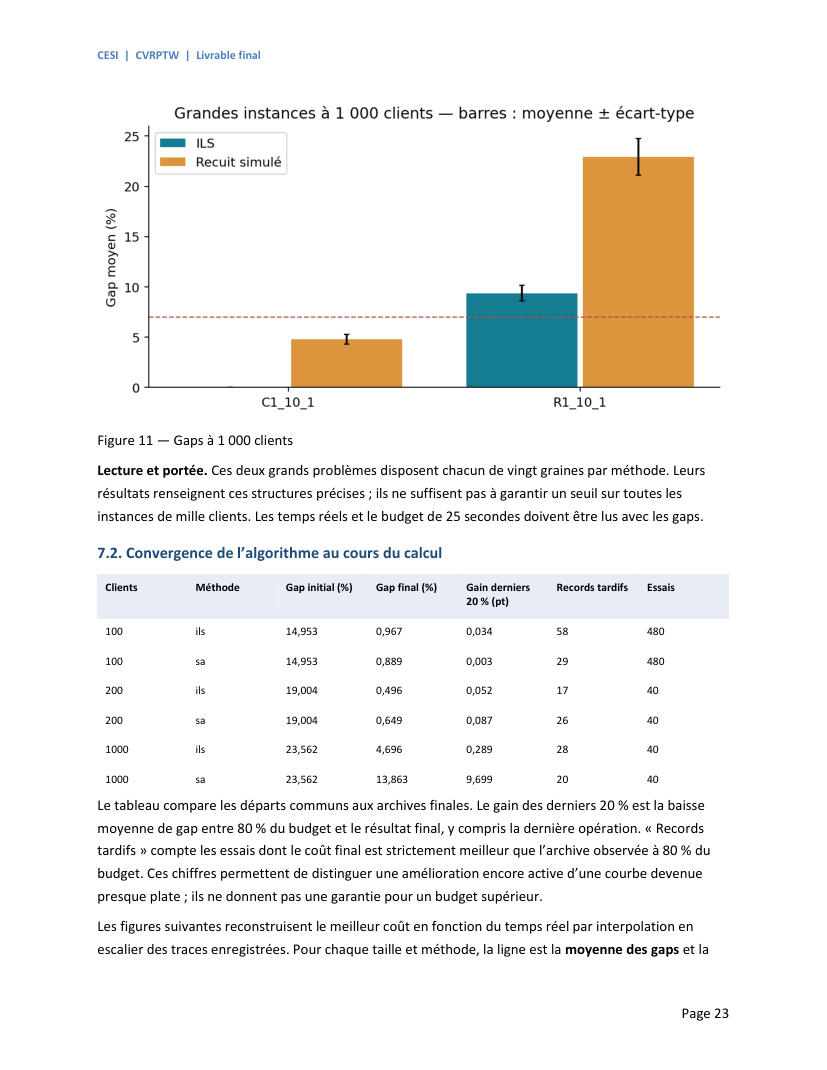 CESI | CVRPTW | Livrable final
Grandes instances à 1 000 clients — barres : moyenne ± écart-type
ILS
Recuit simulé
Gap moyen (%)
25
20
15
10
5
0
C1_10_1 R1_10_1
Figure 11 — Gaps à 1 000 clients
Lecture et portée. Ces deux grands problèmes disposent chacun de vingt graines par méthode. Leurs
résultats renseignent ces structures précises ; ils ne suffisent pas à garantir un seuil sur toutes les
instances de mille clients. Les temps réels et le budget de 25 secondes doivent être lus avec les gaps.
7.2. Convergence de l’algorithme au cours du calcul
Clients Méthode Gap initial (%) Gap final (%) Gain derniers Records tardifs Essais
20 % (pt)
100 ils 14,953 0,967 0,034 58 480
100 sa 14,953 0,889 0,003 29 480
200 ils 19,004 0,496 0,052 17 40
200 sa 19,004 0,649 0,087 26 40
1000 ils 23,562 4,696 0,289 28 40
1000 sa 23,562 13,863 9,699 20 40
Le tableau compare les départs communs aux archives finales. Le gain des derniers 20 % est la baisse
moyenne de gap entre 80 % du budget et le résultat final, y compris la dernière opération. « Records
tardifs » compte les essais dont le coût final est strictement meilleur que l’archive observée à 80 % du
budget. Ces chiffres permettent de distinguer une amélioration encore active d’une courbe devenue
presque plate ; ils ne donnent pas une garantie pour un budget supérieur.
Les figures suivantes reconstruisent le meilleur coût en fonction du temps réel par interpolation en
escalier des traces enregistrées. Pour chaque taille et méthode, la ligne est la moyenne des gaps et la
Page 23